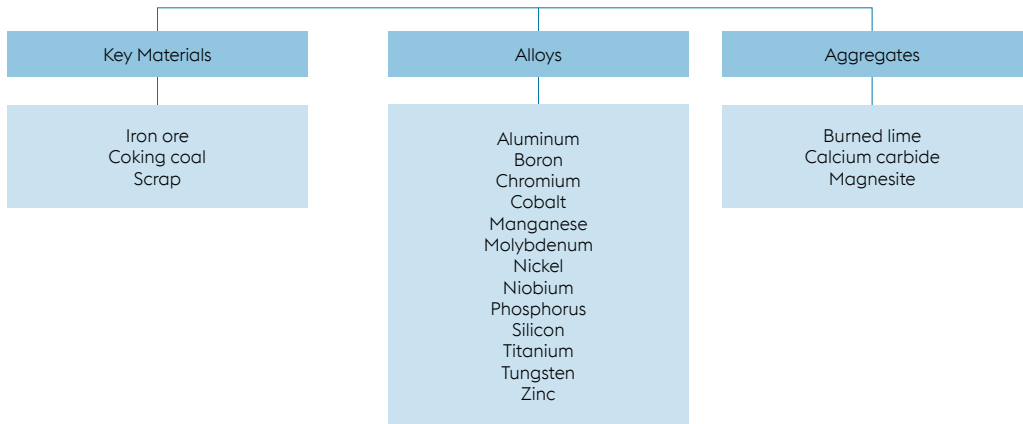 Key Materials
Iron ore
Coking coal
Scrap
Alloys
Aluminum
Boron
Chromium
Cobalt
Manganese
Molybdenum
Nickel
Niobium
Phosphorus
Silicon
Titanium
Tungsten
Zinc
Aggregates
Burned lime
Calcium carbide
Magnesite